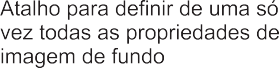 Atalho para definir de uma só
vez todas as propriedades de
imagem de fundo